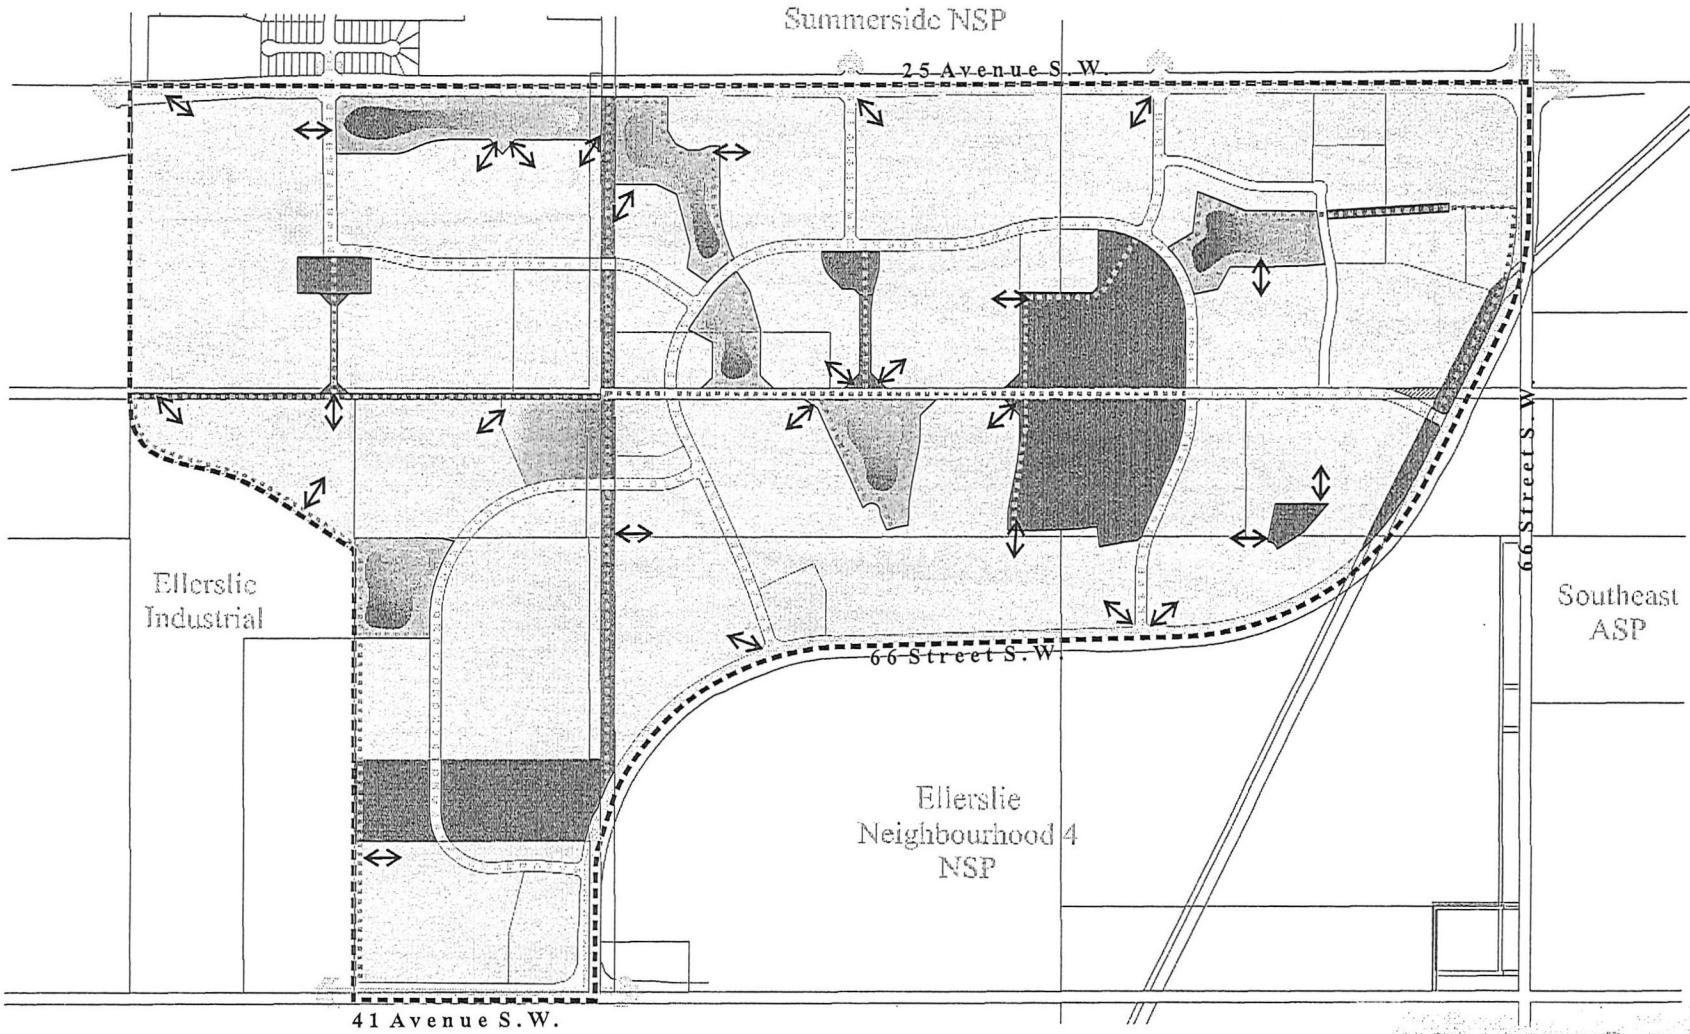 Summerside NSP
25 Avenue S.W.
66 Street S.W.
Ellerslie
Industrial
Southeast
ASP
66 Street S.W.
Ellerslie
Neighbourhood 4
NSP
41 Avenue S.W.